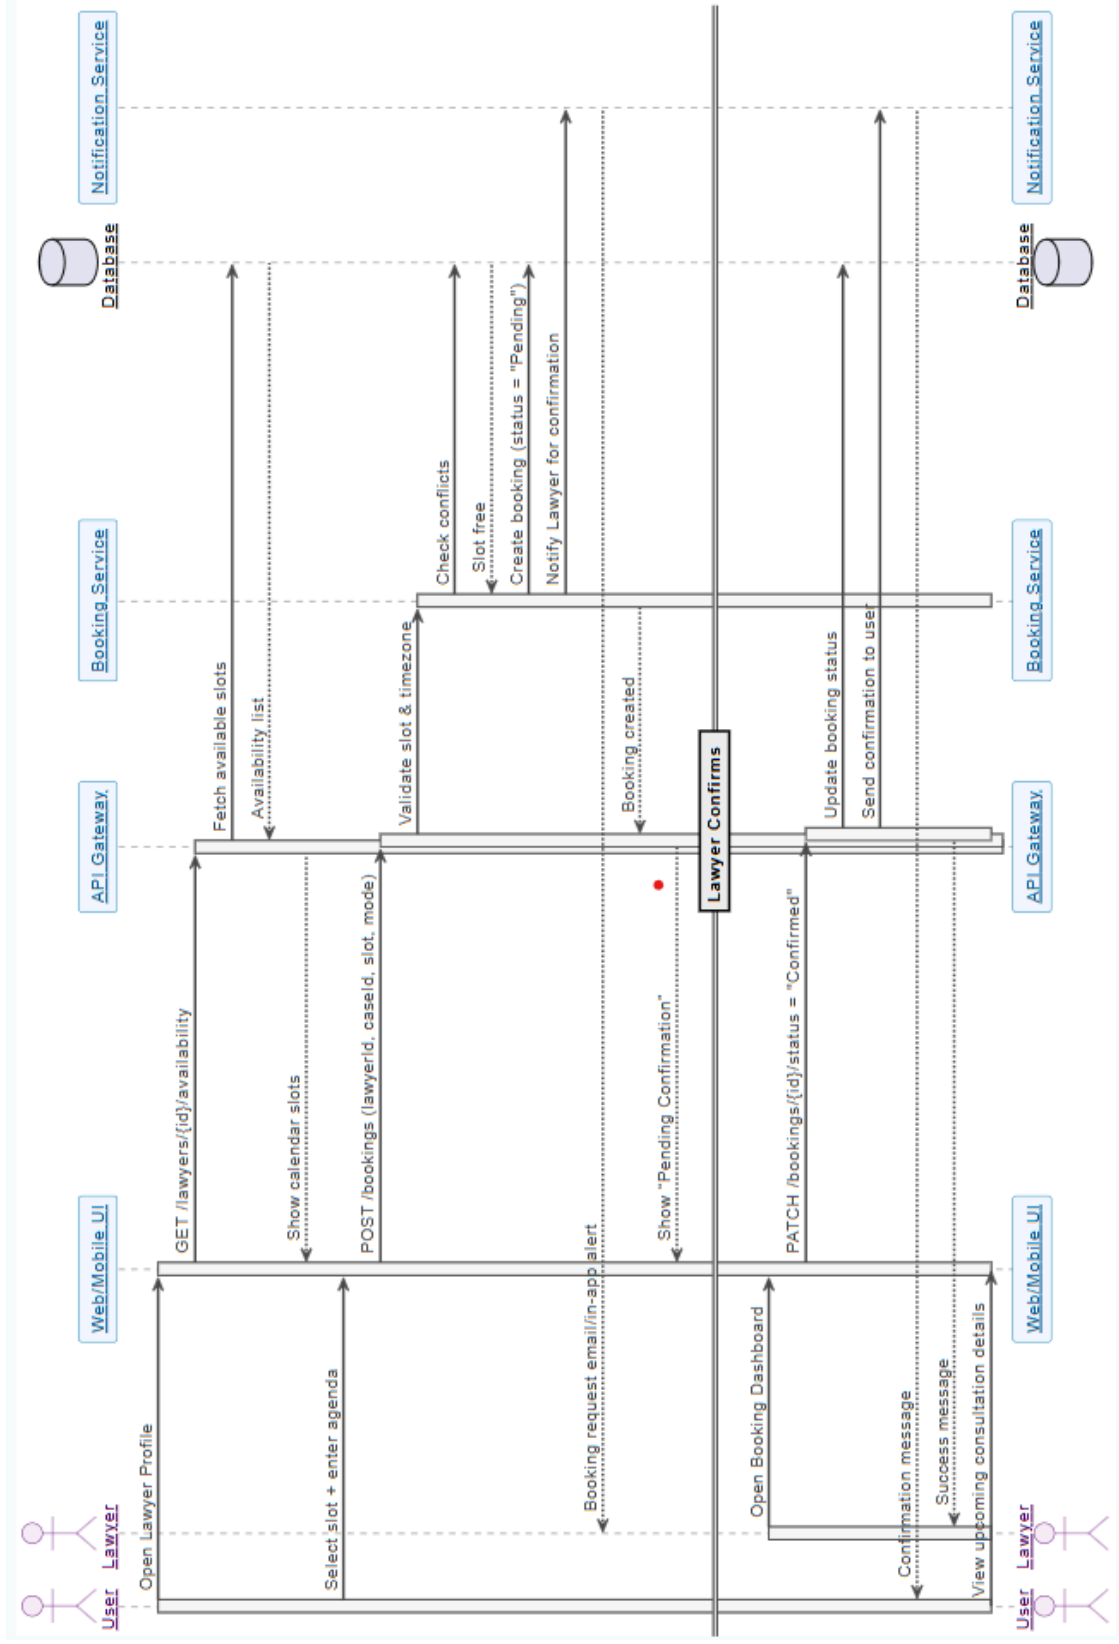 User
Lawyer
Web/Mobile UI
API Gateway
Booking Service
Database
Notification Service
Open Lawyer Profile
GET /lawyers/{id}/availability
Fetch available slots
Availability list
Show calendar slots
Select slot + enter agenda
POST /bookings (lawyerId, caseId, slot, mode)
Validate slot & timezone
Check conflicts
Slot free
Create booking (status = "Pending")
Notify Lawyer for confirmation
Booking request email/in-app alert
Booking created
Show "Pending Confirmation"
Lawyer Confirms
Open Booking Dashboard
PATCH /bookings/{id}/status = "Confirmed"
Update booking status
Send confirmation to user
Confirmation message
Success message
View upcoming consultation details
User
Lawyer
Web/Mobile UI
API Gateway
Booking Service
Database
Notification Service